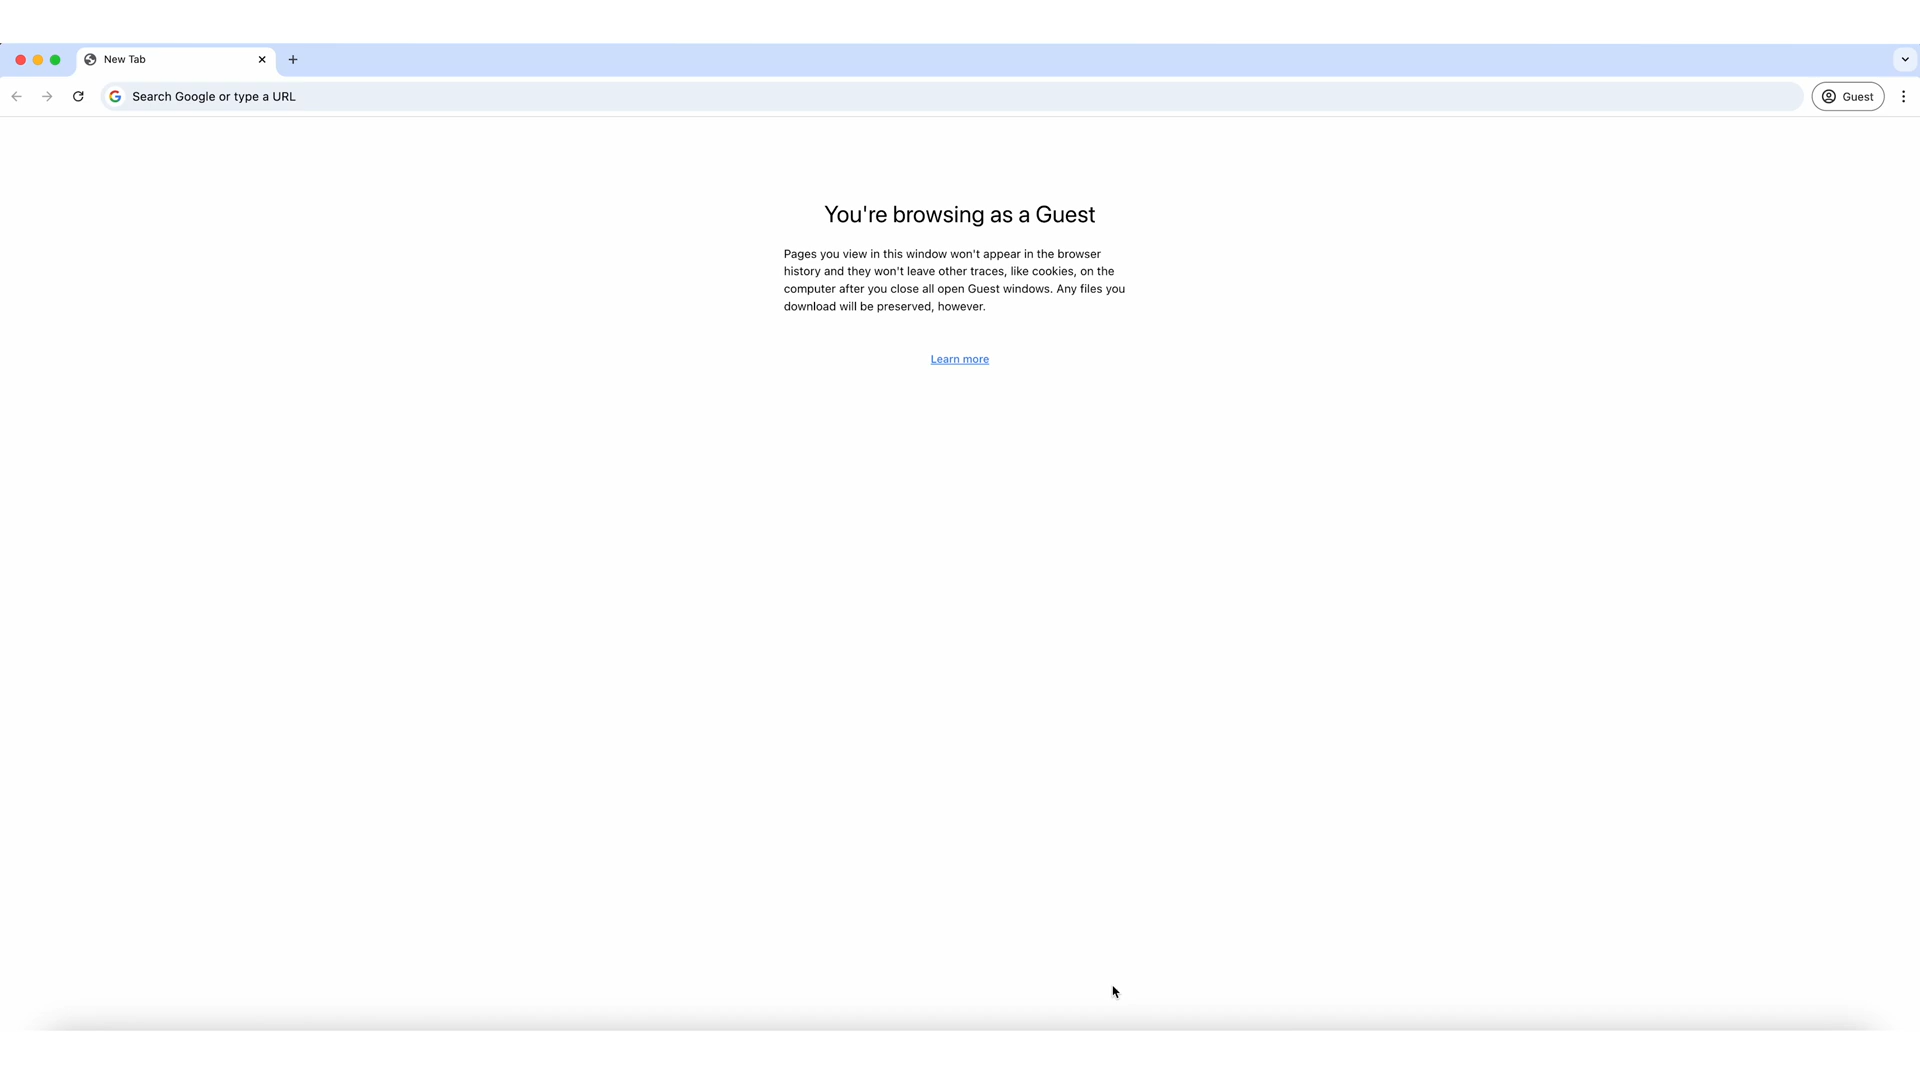 New Tab
Search Google or type a URL
Guest
You're browsing as a Guest
Pages you view in this window won't appear in the browser
history and they won't leave other traces, like cookies, on the
computer after you close all open Guest windows. Any files you
download will be preserved, however.
Learn more